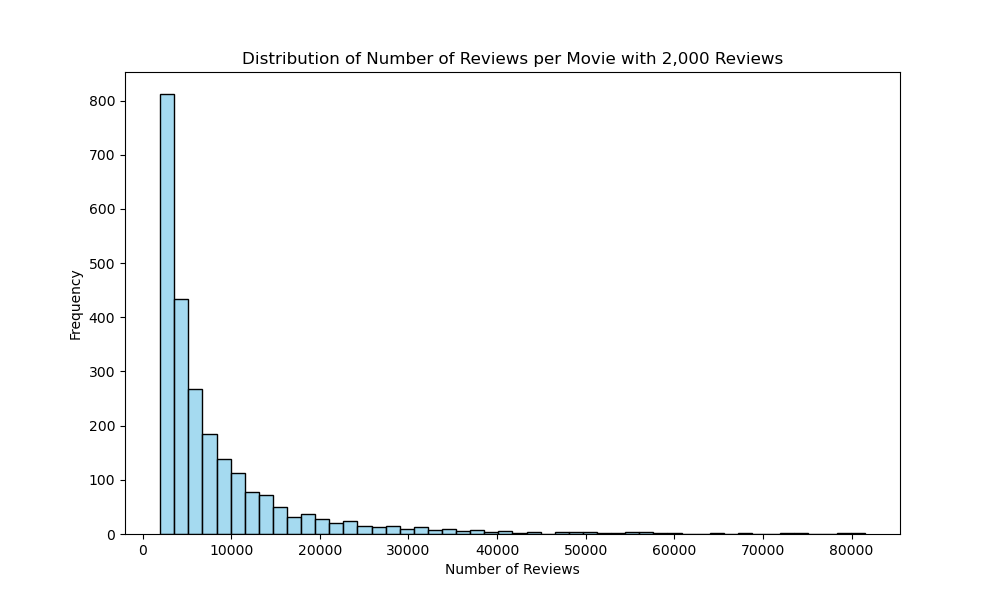 Distribution of Number of Reviews per Movie with 2,000 Reviews
800
700
600
500
400
300
200
100
0
Frequency
0 10000 20000 30000 40000 50000 60000 70000 80000
Number of Reviews